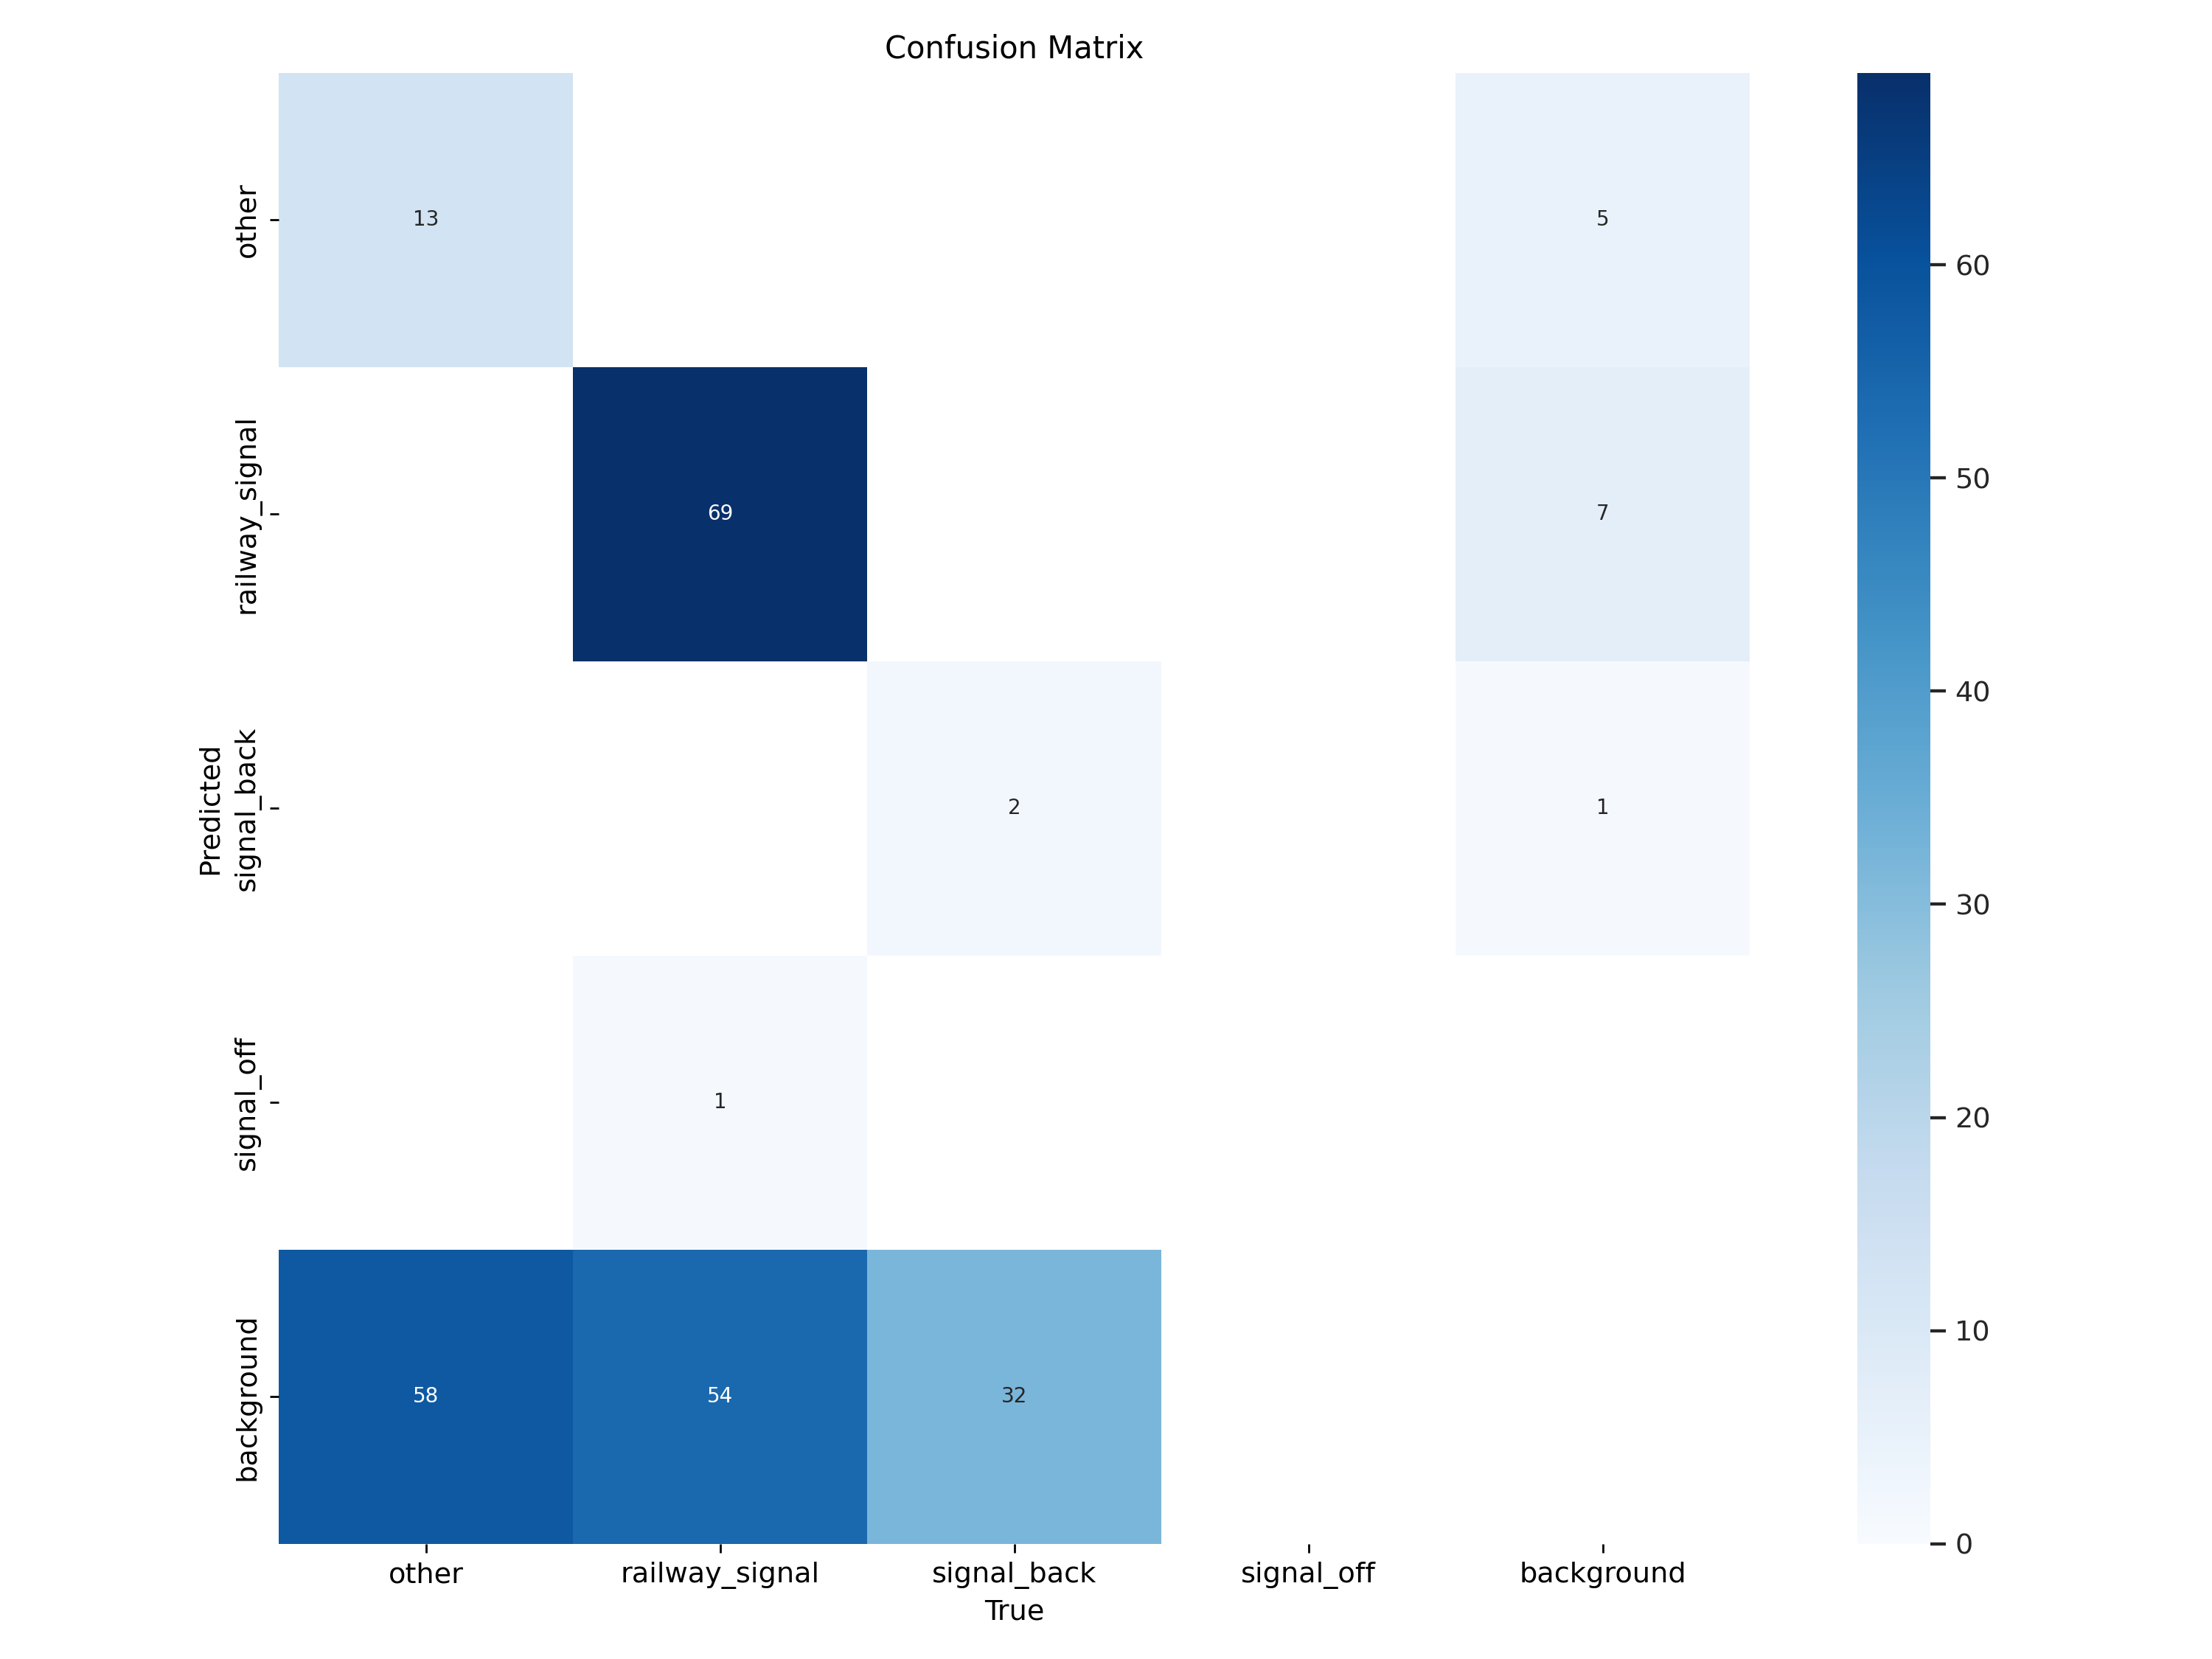 Confusion Matrix
other
13
5
60
railway_signal
69
7
50
40
Predicted
signal_back
2
1
30
signal_off
1
20
background
58
54
32
10
0
other
railway_signal
signal_back
signal_off
background
True